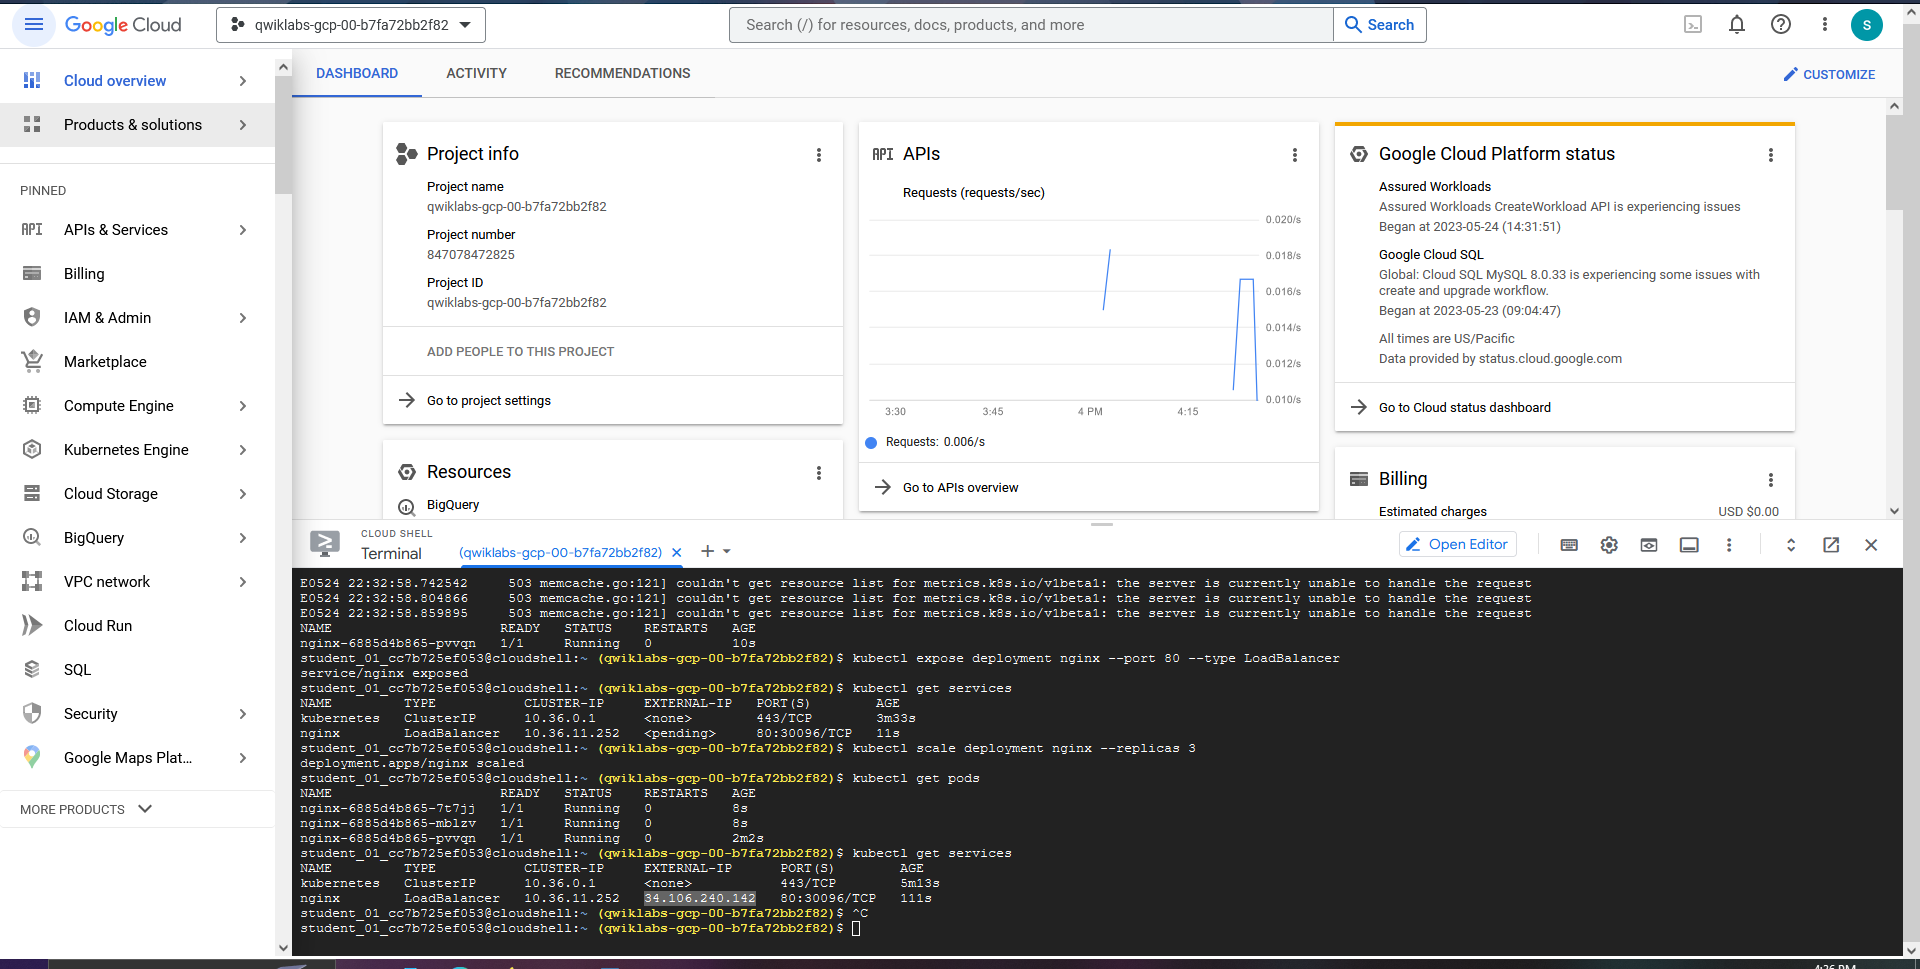 Google Cloud
qwiklabs-gcp-00-b7fa72bb2f82
Search (/) for resources, docs, products, and more
Search
S
Cloud overview
Products & solutions
PINNED
API APIs & Services
Billing
IAM & Admin
Marketplace
Compute Engine
Kubernetes Engine
Cloud Storage
BigQuery
VPC network
Cloud Run
SQL
Security
Google Maps Plat...
MORE PRODUCTS
DASHBOARD ACTIVITY RECOMMENDATIONS
CUSTOMIZE
Project info
Project name
qwiklabs-gcp-00-b7fa72bb2f82
Project number
847078472825
Project ID
qwiklabs-gcp-00-b7fa72bb2f82
ADD PEOPLE TO THIS PROJECT
Go to project settings
Resources
BigQuery
API APIs
Requests (requests/sec)
0.020/s
0.018/s
0.016/s
0.014/s
0.012/s
0.010/s
3:30 3:45 4 PM 4:15
Requests: 0.006/s
Go to APIs overview
Google Cloud Platform status
Assured Workloads
Assured Workloads CreateWorkload API is experiencing issues
Began at 2023-05-24 (14:31:51)
Google Cloud SQL
Global: Cloud SQL MySQL 8.0.33 is experiencing some issues with
create and upgrade workflow.
Began at 2023-05-23 (09:04:47)
All times are US/Pacific
Data provided by status.cloud.google.com
Go to Cloud status dashboard
Billing
Estimated charges USD $0.00
CLOUD SHELL
Terminal
(qwiklabs-gcp-00-b7fa72bb2f82)
Open Editor
E0524 22:32:58.742542     503 memcache.go:121] couldn't get resource list for metrics.k8s.io/v1beta1: the server is currently unable to handle the request
E0524 22:32:58.804866     503 memcache.go:121] couldn't get resource list for metrics.k8s.io/v1beta1: the server is currently unable to handle the request
E0524 22:32:58.859895     503 memcache.go:121] couldn't get resource list for metrics.k8s.io/v1beta1: the server is currently unable to handle the request
NAME                     READY   STATUS    RESTARTS   AGE
nginx-6885d4b865-pvvqn   1/1     Running   0          10s
student_01_cc7b725ef053@cloudshell:~ (qwiklabs-gcp-00-b7fa72bb2f82)$ kubectl expose deployment nginx --port 80 --type LoadBalancer
service/nginx exposed
student_01_cc7b725ef053@cloudshell:~ (qwiklabs-gcp-00-b7fa72bb2f82)$ kubectl get services
NAME         TYPE           CLUSTER-IP     EXTERNAL-IP   PORT(S)        AGE
kubernetes   ClusterIP      10.36.0.1      <none>        443/TCP        3m33s
nginx        LoadBalancer   10.36.11.252   <pending>     80:30096/TCP   11s
student_01_cc7b725ef053@cloudshell:~ (qwiklabs-gcp-00-b7fa72bb2f82)$ kubectl scale deployment nginx --replicas 3
deployment.apps/nginx scaled
student_01_cc7b725ef053@cloudshell:~ (qwiklabs-gcp-00-b7fa72bb2f82)$ kubectl get pods
NAME                     READY   STATUS    RESTARTS   AGE
nginx-6885d4b865-7t7jj   1/1     Running   0          8s
nginx-6885d4b865-mblzv   1/1     Running   0          8s
nginx-6885d4b865-pvvqn   1/1     Running   0          2m2s
student_01_cc7b725ef053@cloudshell:~ (qwiklabs-gcp-00-b7fa72bb2f82)$ kubectl get services
NAME         TYPE           CLUSTER-IP     EXTERNAL-IP      PORT(S)        AGE
kubernetes   ClusterIP      10.36.0.1      <none>           443/TCP        5m13s
nginx        LoadBalancer   10.36.11.252   34.106.240.142   80:30096/TCP   111s
student_01_cc7b725ef053@cloudshell:~ (qwiklabs-gcp-00-b7fa72bb2f82)$ ^C
student_01_cc7b725ef053@cloudshell:~ (qwiklabs-gcp-00-b7fa72bb2f82)$
4:36 PM